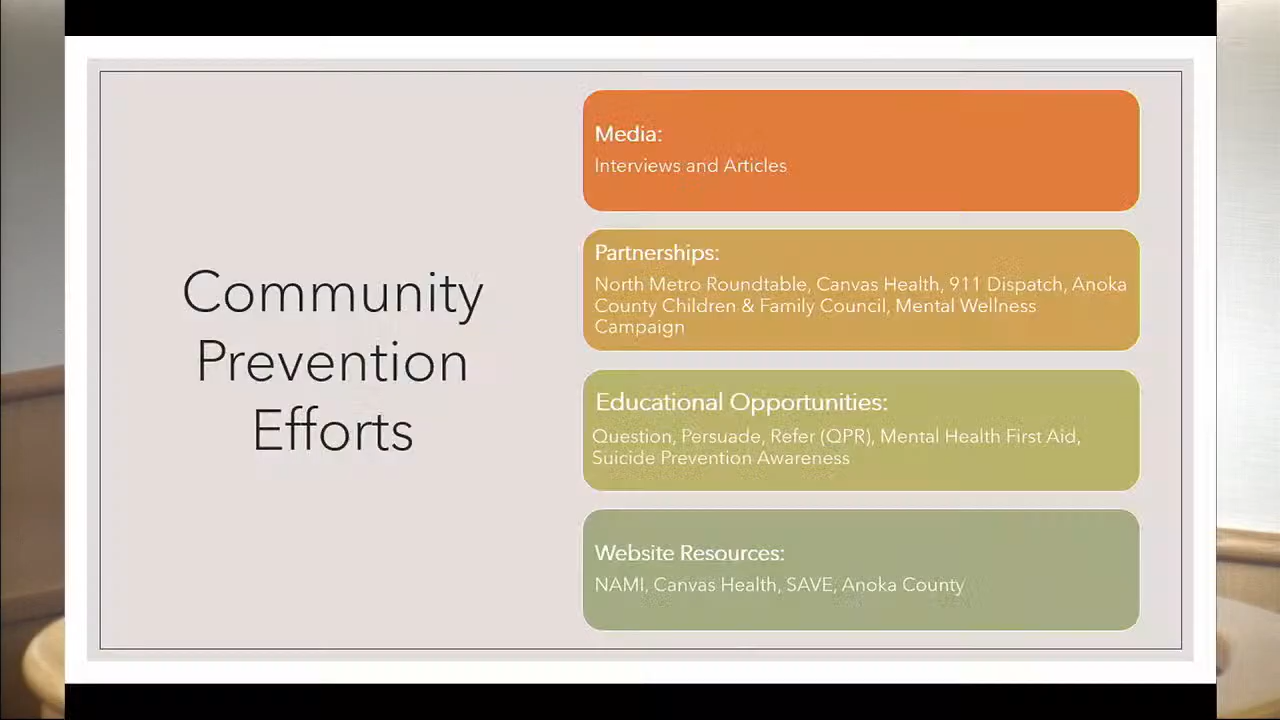 Community
Prevention
Efforts
Media:
Interviews and Articles
Partnerships:
North Metro Roundtable, Canvas Health, 911 Dispatch, Anoka
County Children & Family Council, Mental Wellness
Campaign
Educational Opportunities:
Question, Persuade, Refer (QPR), Mental Health First Aid,
Suicide Prevention Awareness
Website Resources:
NAMI, Canvas Health, SAVE, Anoka County